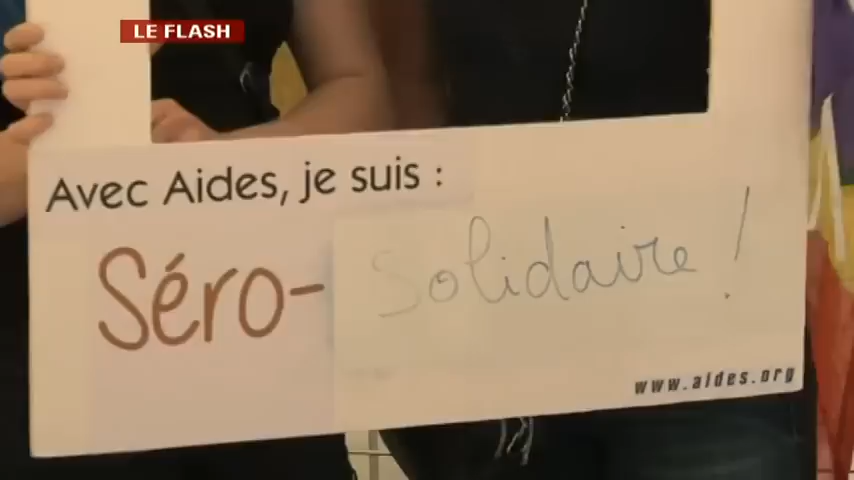 LE FLASH
Avec Aides, je suis :
Séro- Solidaire !
www.aides.org